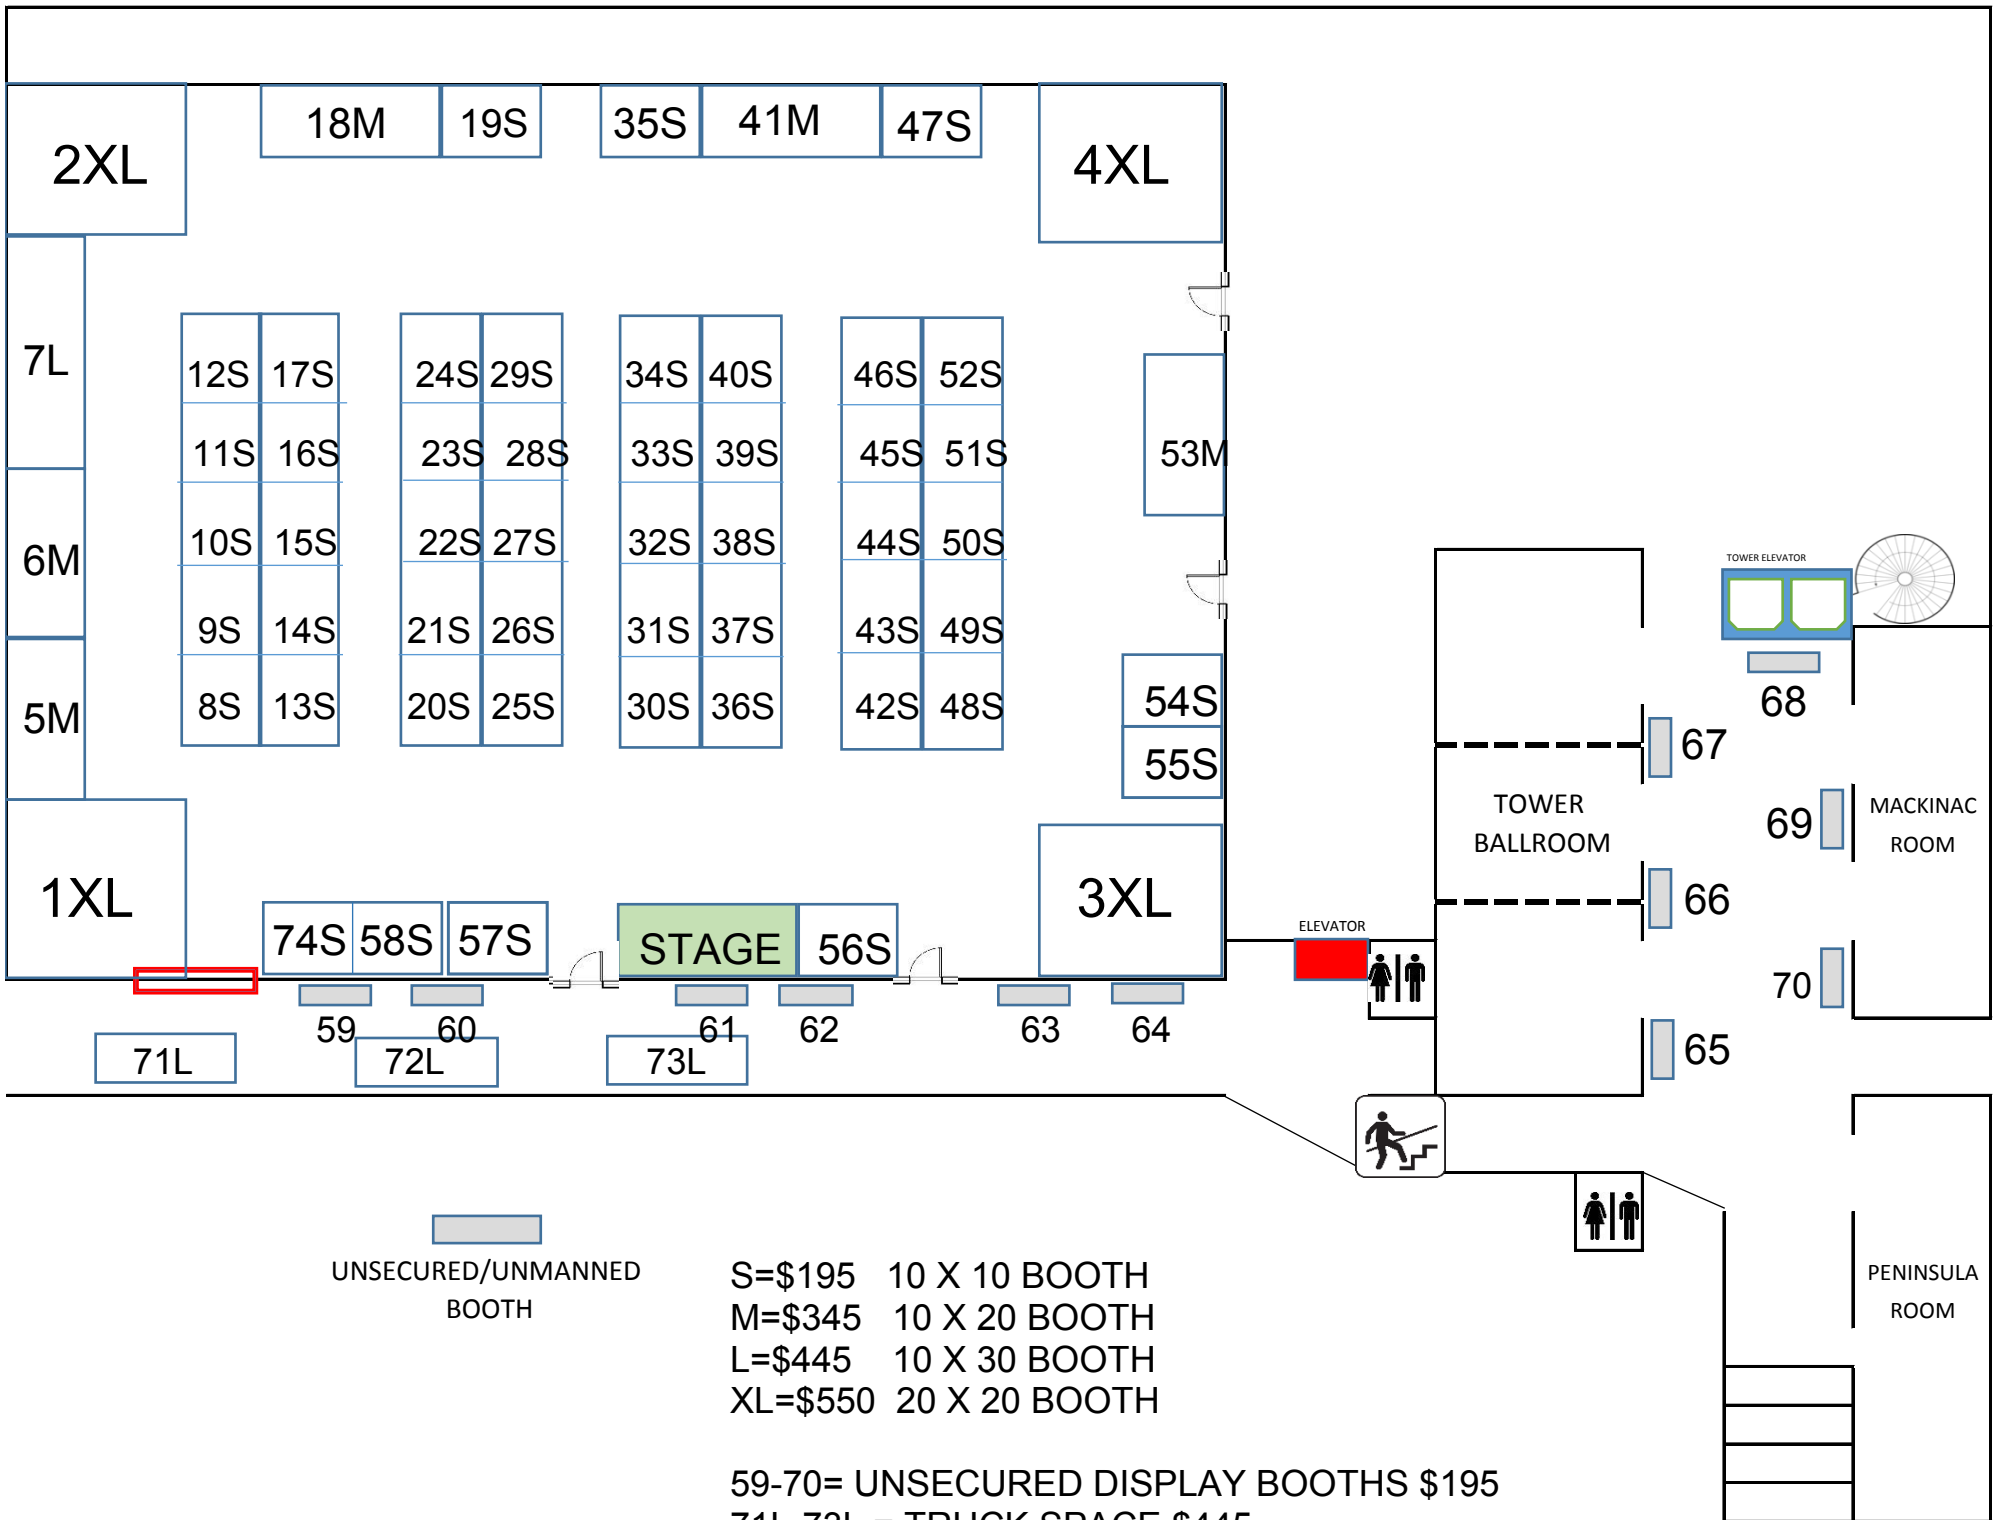 18M 19S 35S 41M 47S
2XL 4XL
7L 12S 17S 24S 29S 34S 40S 46S 52S
11S 16S 23S 28S 33S 39S 45S 51S 53M
6M 10S 15S 22S 27S 32S 38S 44S 50S
TOWER ELEVATOR
9S 14S 21S 26S 31S 37S 43S 49S
5M 8S 13S 20S 25S 30S 36S 42S 48S 54S
68
67
55S
TOWER
BALLROOM
69
MACKINAC
ROOM
1XL 3XL
66
74S 58S 57S STAGE 56S
ELEVATOR
70
59 60 61 62 63 64
65
71L 72L 73L
UNSECURED/UNMANNED
BOOTH
PENINSULA
ROOM
S=$195 10 X 10 BOOTH
M=$345 10 X 20 BOOTH
L=$445 10 X 30 BOOTH
XL=$550 20 X 20 BOOTH
59-70= UNSECURED DISPLAY BOOTHS $195
71L-73L = TRUCK SPACE $445